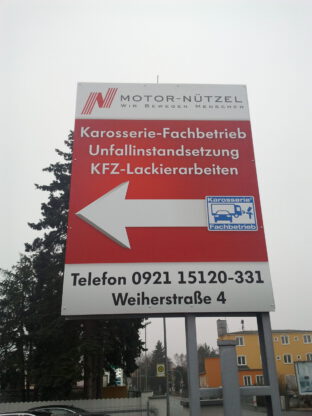 MOTOR-NÜTZEL
WIR BEWEGEN MENSCHEN
Karosserie-Fachbetrieb
Unfallinstandsetzung
KFZ-Lackierarbeiten
Karosserie
Fachbetrieb
Telefon 0921 15120-331
Weiherstraße 4